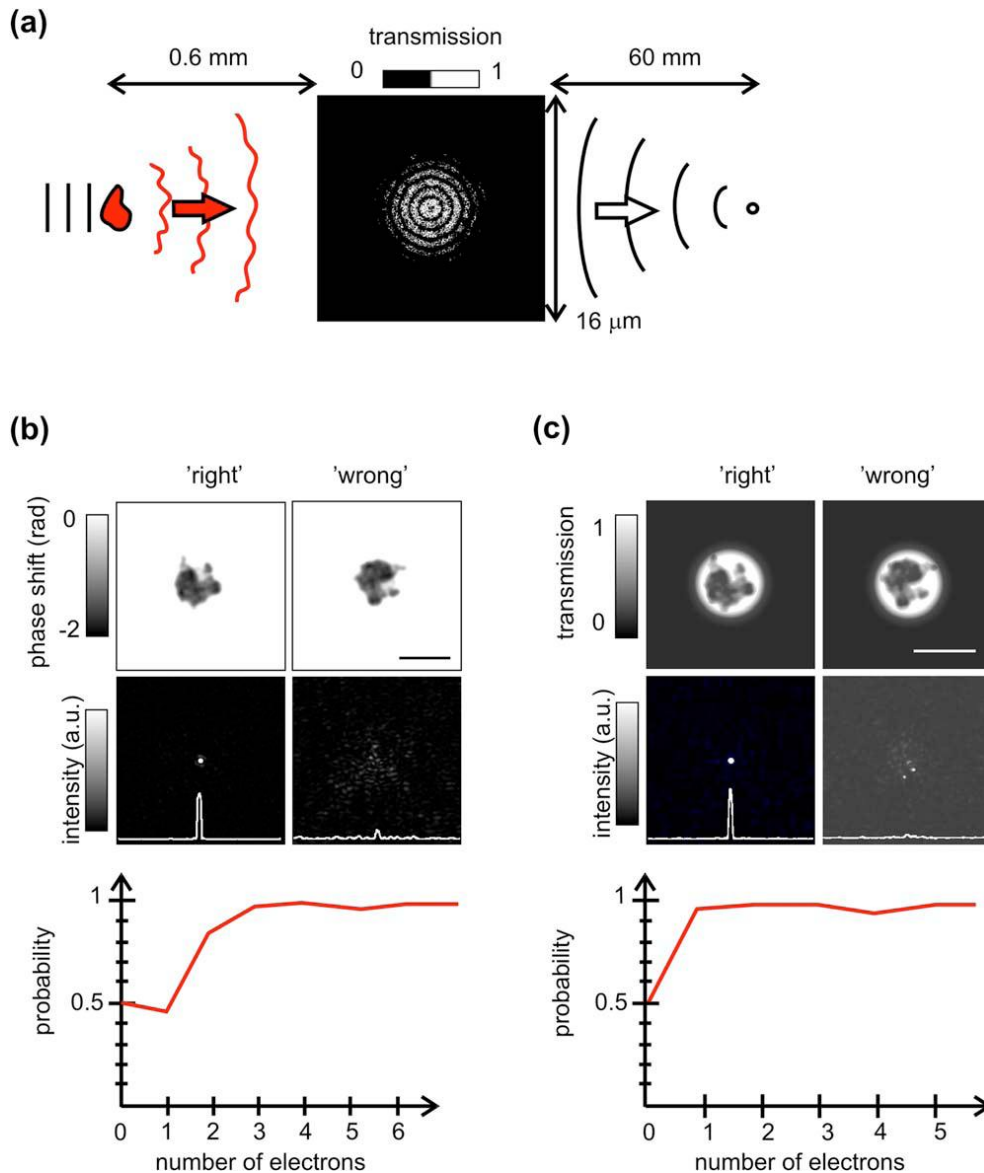 (a)
transmission
0.6 mm
0
1
60 mm
16 μm
(b)
'right'
'wrong'
phase shift (rad)
0
-2
intensity (a.u.)
probability
1
0.5
0 1 2 3 4 5 6
number of electrons
(c)
'right'
'wrong'
transmission
1
0
intensity (a.u.)
probability
1
0.5
0 1 2 3 4 5
number of electrons